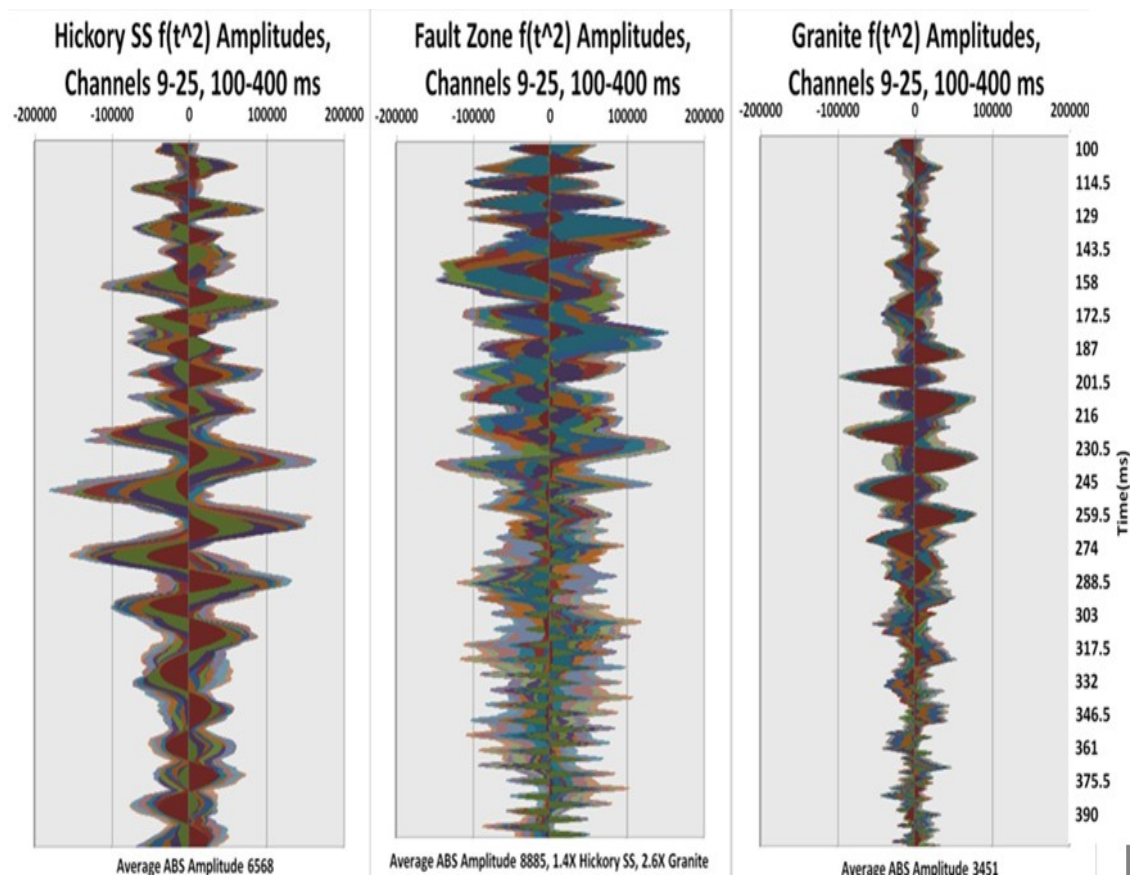 Hickory SS f(t^2) Amplitudes,
Channels 9-25, 100-400 ms
-200000 -100000 0 100000 200000
Average ABS Amplitude 6568
Fault Zone f(t^2) Amplitudes,
Channels 9-25, 100-400 ms
-200000 -100000 0 100000 200000
Average ABS Amplitude 8885, 1.4X Hickory SS, 2.6X Granite
Granite f(t^2) Amplitudes,
Channels 9-25, 100-400 ms
-200000 -100000 0 100000 200000
100
114.5
129
143.5
158
172.5
187
201.5
216
230.5
245
259.5
274
288.5
303
317.5
332
346.5
361
375.5
390
Time(ms)
Average ABS Amplitude 3451